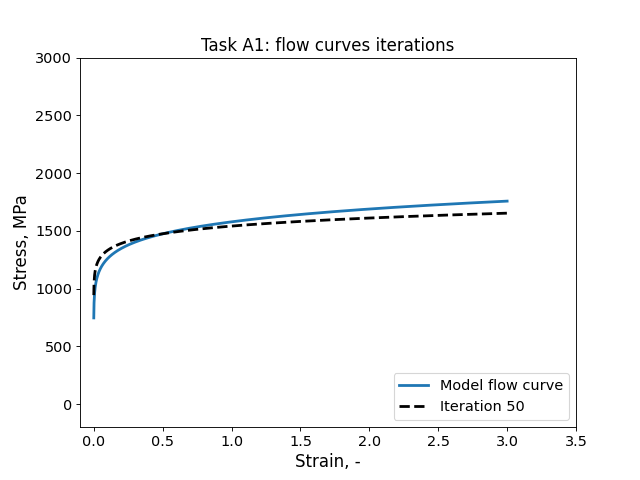 Task A1: flow curves iterations
3000
2500
2000
1500
1000
500
0
Stress, MPa
Model flow curve
Iteration 50
0.0 0.5 1.0 1.5 2.0 2.5 3.0 3.5
Strain, -